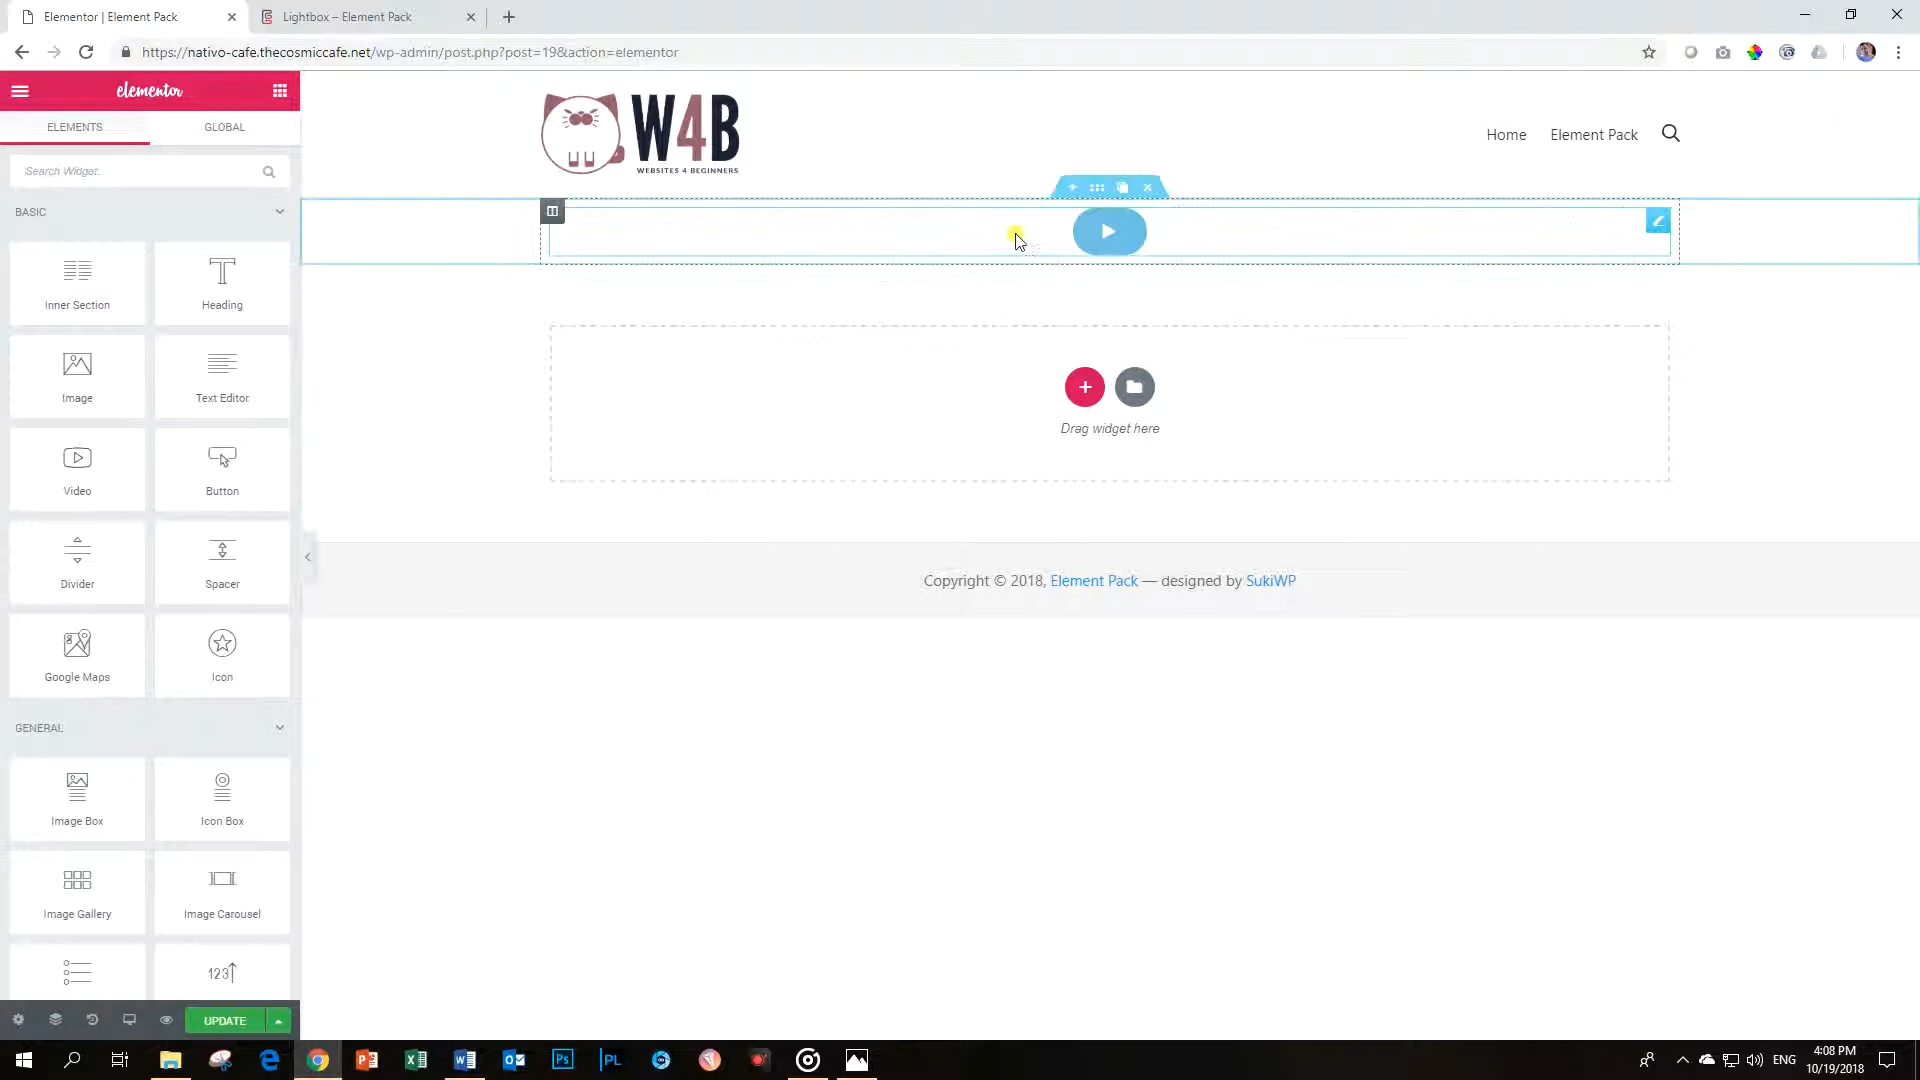 Elementor | Element Pack
Lightbox – Element Pack
https://nativo-cafe.thecosmiccafe.net/wp-admin/post.php?post=19&action=elementor
elementor
ELEMENTS
GLOBAL
Search Widget..
BASIC
Inner Section
Heading
Image
Text Editor
Video
Button
Divider
Spacer
Google Maps
Icon
GENERAL
Image Box
Icon Box
Image Gallery
Image Carousel
123
UPDATE
W4B
WEBSITES 4 BEGINNERS
Home
Element Pack
Drag widget here
Copyright © 2018, Element Pack — designed by SukiWP
Ps
PL
ENG
4:08 PM
10/19/2018